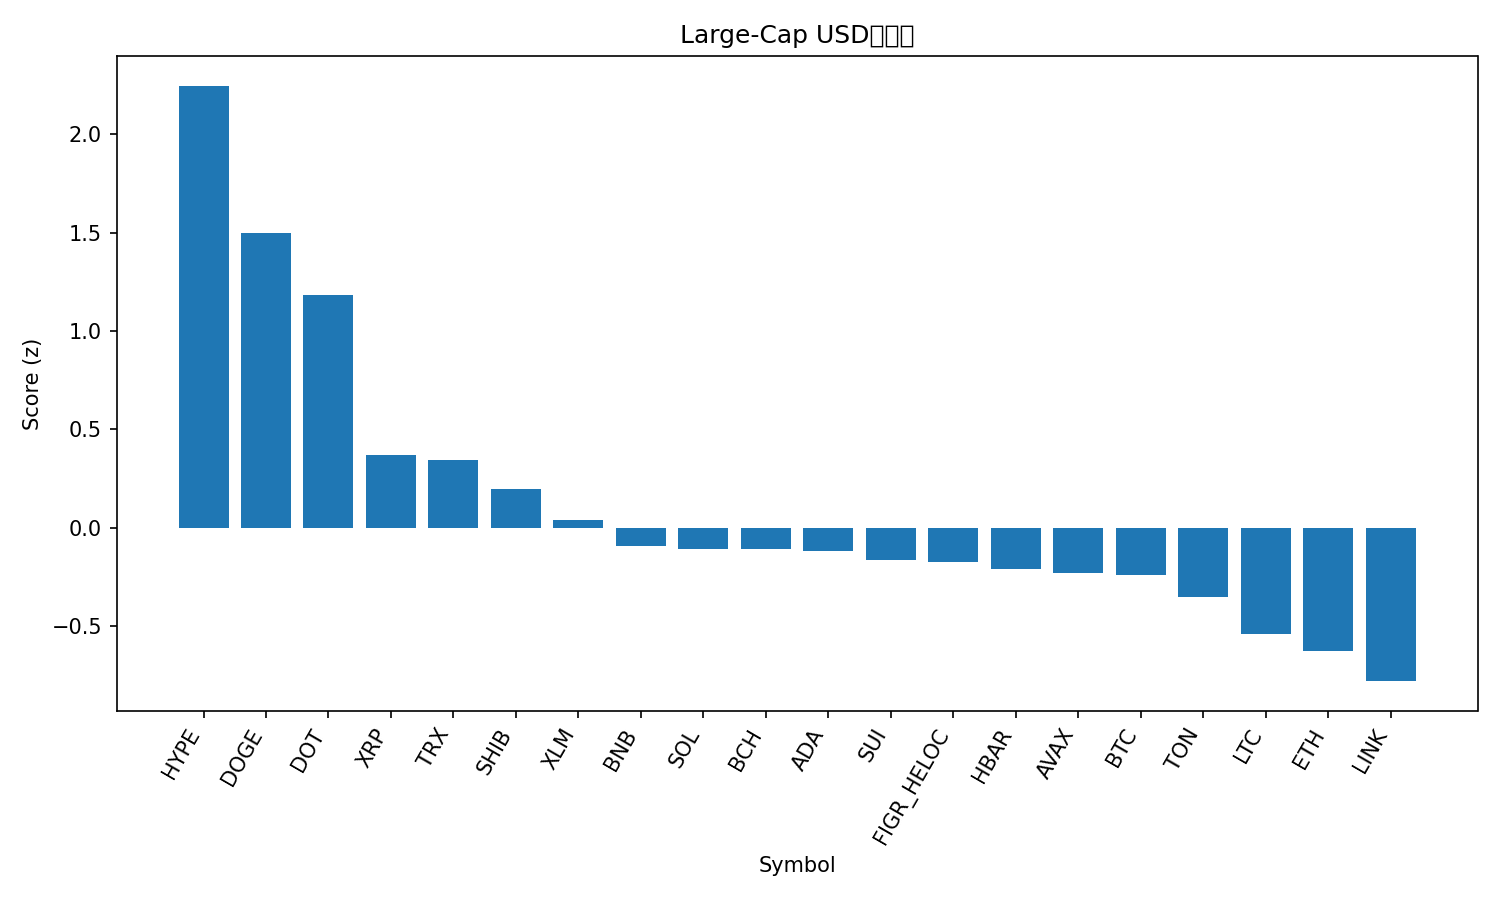 Large-Cap USD
Score (z)
2.0
1.5
1.0
0.5
0.0
−0.5
HYPE
DOGE
DOT
XRP
TRX
SHIB
XLM
BNB
SOL
BCH
ADA
SUI
FIGR_HELOC
HBAR
AVAX
BTC
TON
LTC
ETH
LINK
Symbol